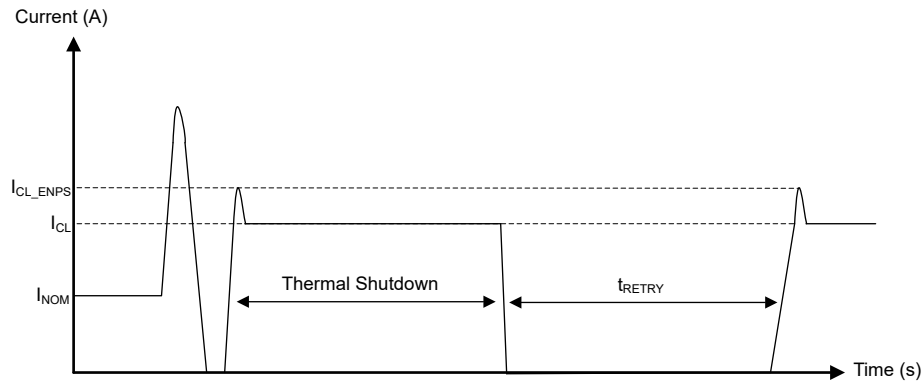 Current (A)
I_CL_ENPS
I_CL
I_NOM
Thermal Shutdown
t_RETRY
Time (s)